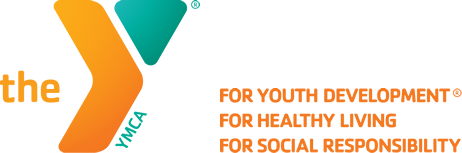 the Y®
YMCA
FOR YOUTH DEVELOPMENT®
FOR HEALTHY LIVING
FOR SOCIAL RESPONSIBILITY